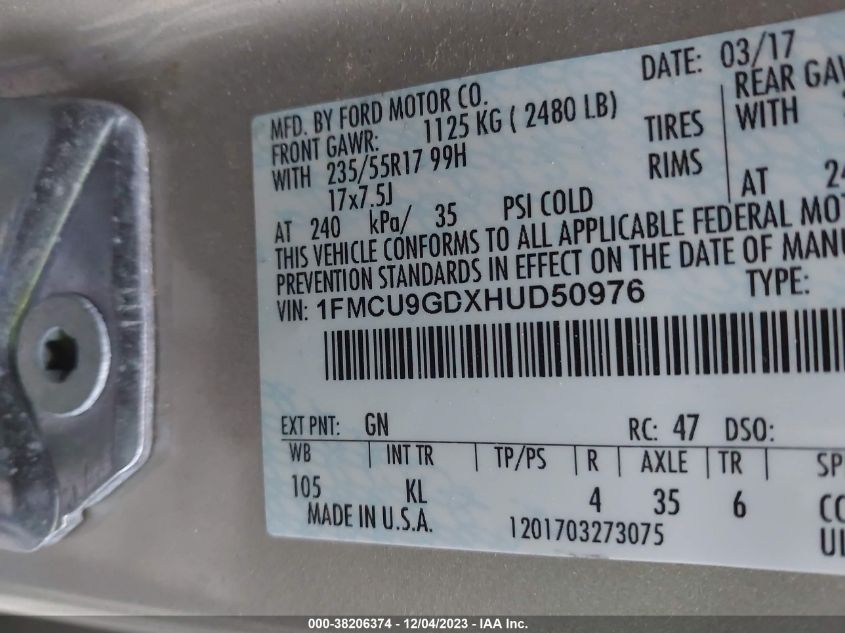 DATE: 03/17
MFD. BY FORD MOTOR CO.
FRONT GAWR: 1125 KG ( 2480 LB) REAR
WITH 235/55R17 99H TIRES WITH
17x7.5J RIMS
AT 240 kPa/ 35 PSI COLD AT
THIS VEHICLE CONFORMS TO ALL APPLICABLE FEDERAL
PREVENTION STANDARDS IN EFFECT ON THE DATE OF
VIN: 1FMCU9GDXHUD50976 TYPE:
EXT PNT: GN RC: 47 DSO:
WB | INT TR | TP/PS | R | AXLE | TR | SP
105 KL 4 35 6
MADE IN U.S.A. 1201703273075
000-38206374 - 12/04/2023 - IAA Inc.